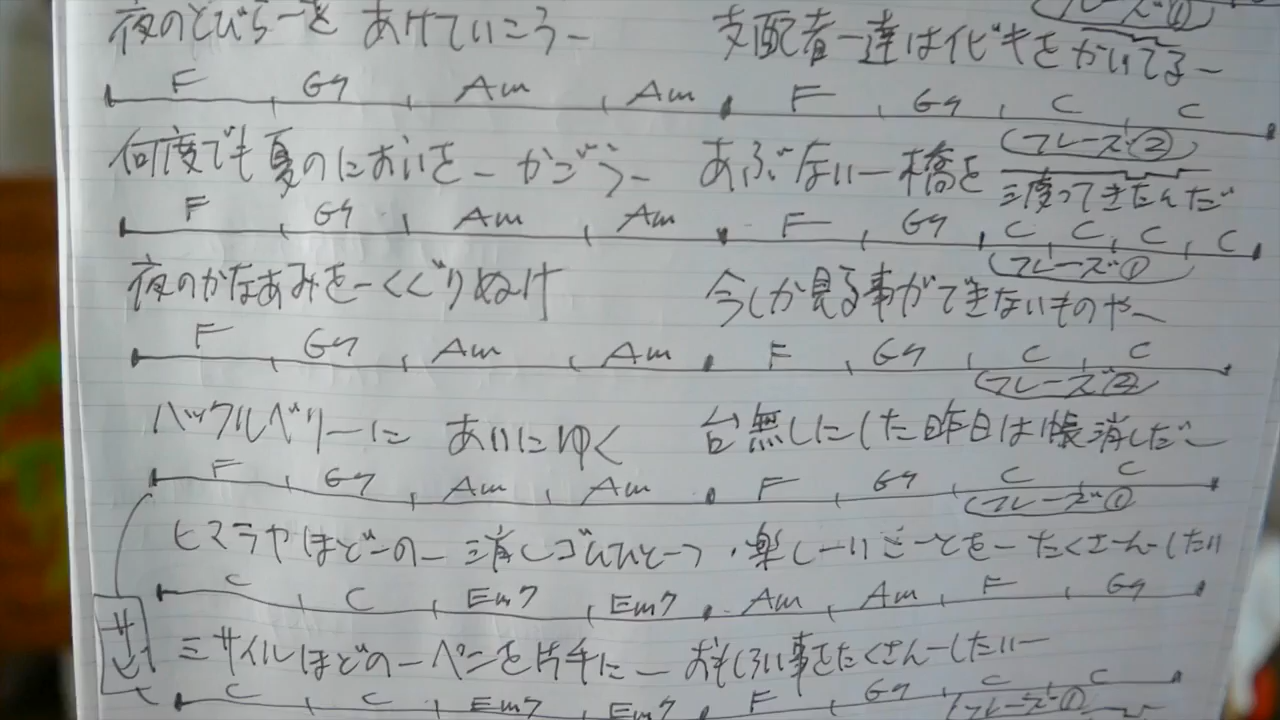 フレーズ①
夜のとびらーを あけていこうー 支配者ー達はイビキをかいてるー
F G7 Am Am F G7 C C
フレーズ②
何度でも夏のにおいをーかごうー あぶないー橋を 三度ってきたんだ
F G7 Am Am F G7 C C C C
フレーズ①
夜のかなあみをーくぐりぬけ 今しか見る事ができないものやー
F G7 Am Am F G7 C C
フレーズ②
ハックルベリーに あいにゆく 台無しにした昨日は帳消しだー
F G7 Am Am F G7 C C
フレーズ①
ヒマラヤほどーのー消しゴムひとーつ 楽しーいことーをーたくさんーしたい
C C Em7 Em7 Am Am F G7
サビ
ミサイルほどのーペンを片手にー おもしろい事をたくさんーしたいー
C C Em7 Em7 F G7 C C
フレーズ①